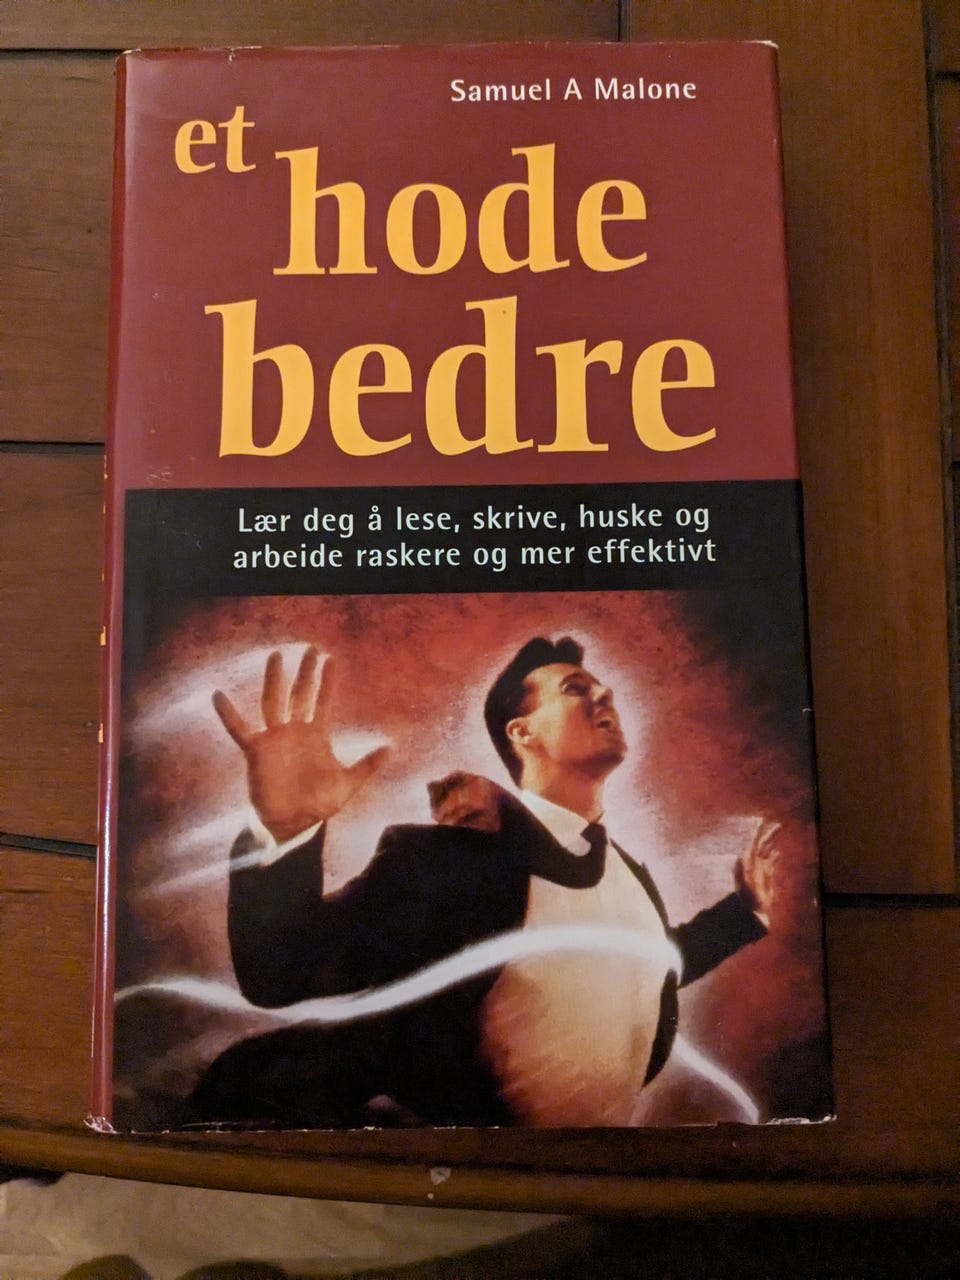 Samuel A Malone
et
hode
bedre
Lær deg å lese, skrive, huske og
arbeide raskere og mer effektivt